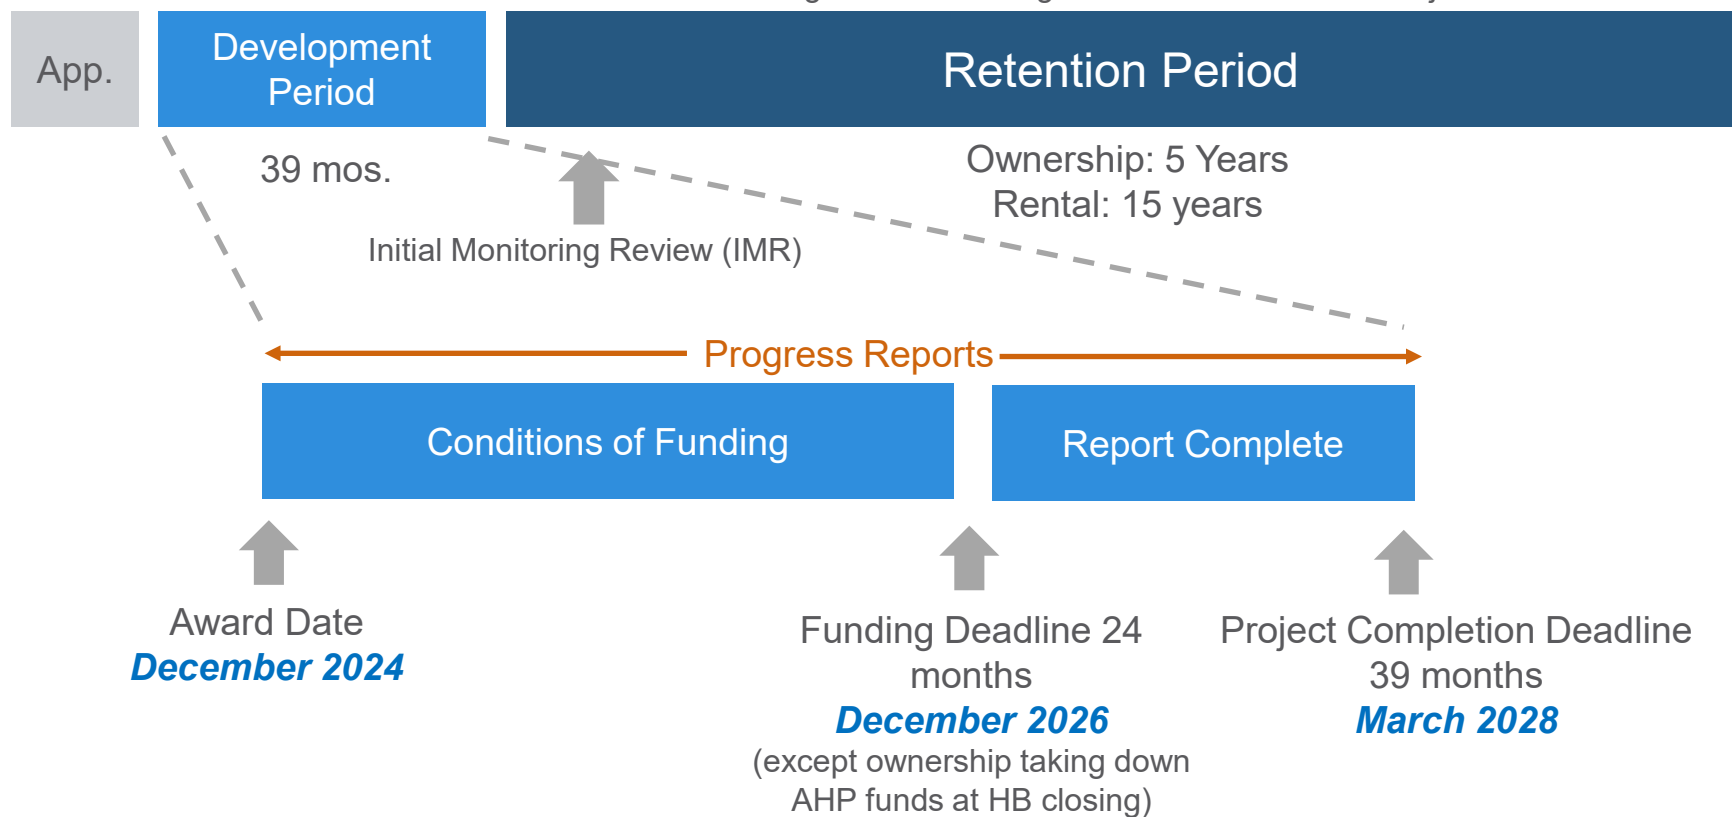 App.
Development
Period
Retention Period
39 mos.
Ownership: 5 Years
Rental: 15 years
Initial Monitoring Review (IMR)
Progress Reports
Conditions of Funding
Report Complete
Award Date
December 2024
Funding Deadline 24
months
December 2026
(except ownership taking down
AHP funds at HB closing)
Project Completion Deadline
39 months
March 2028